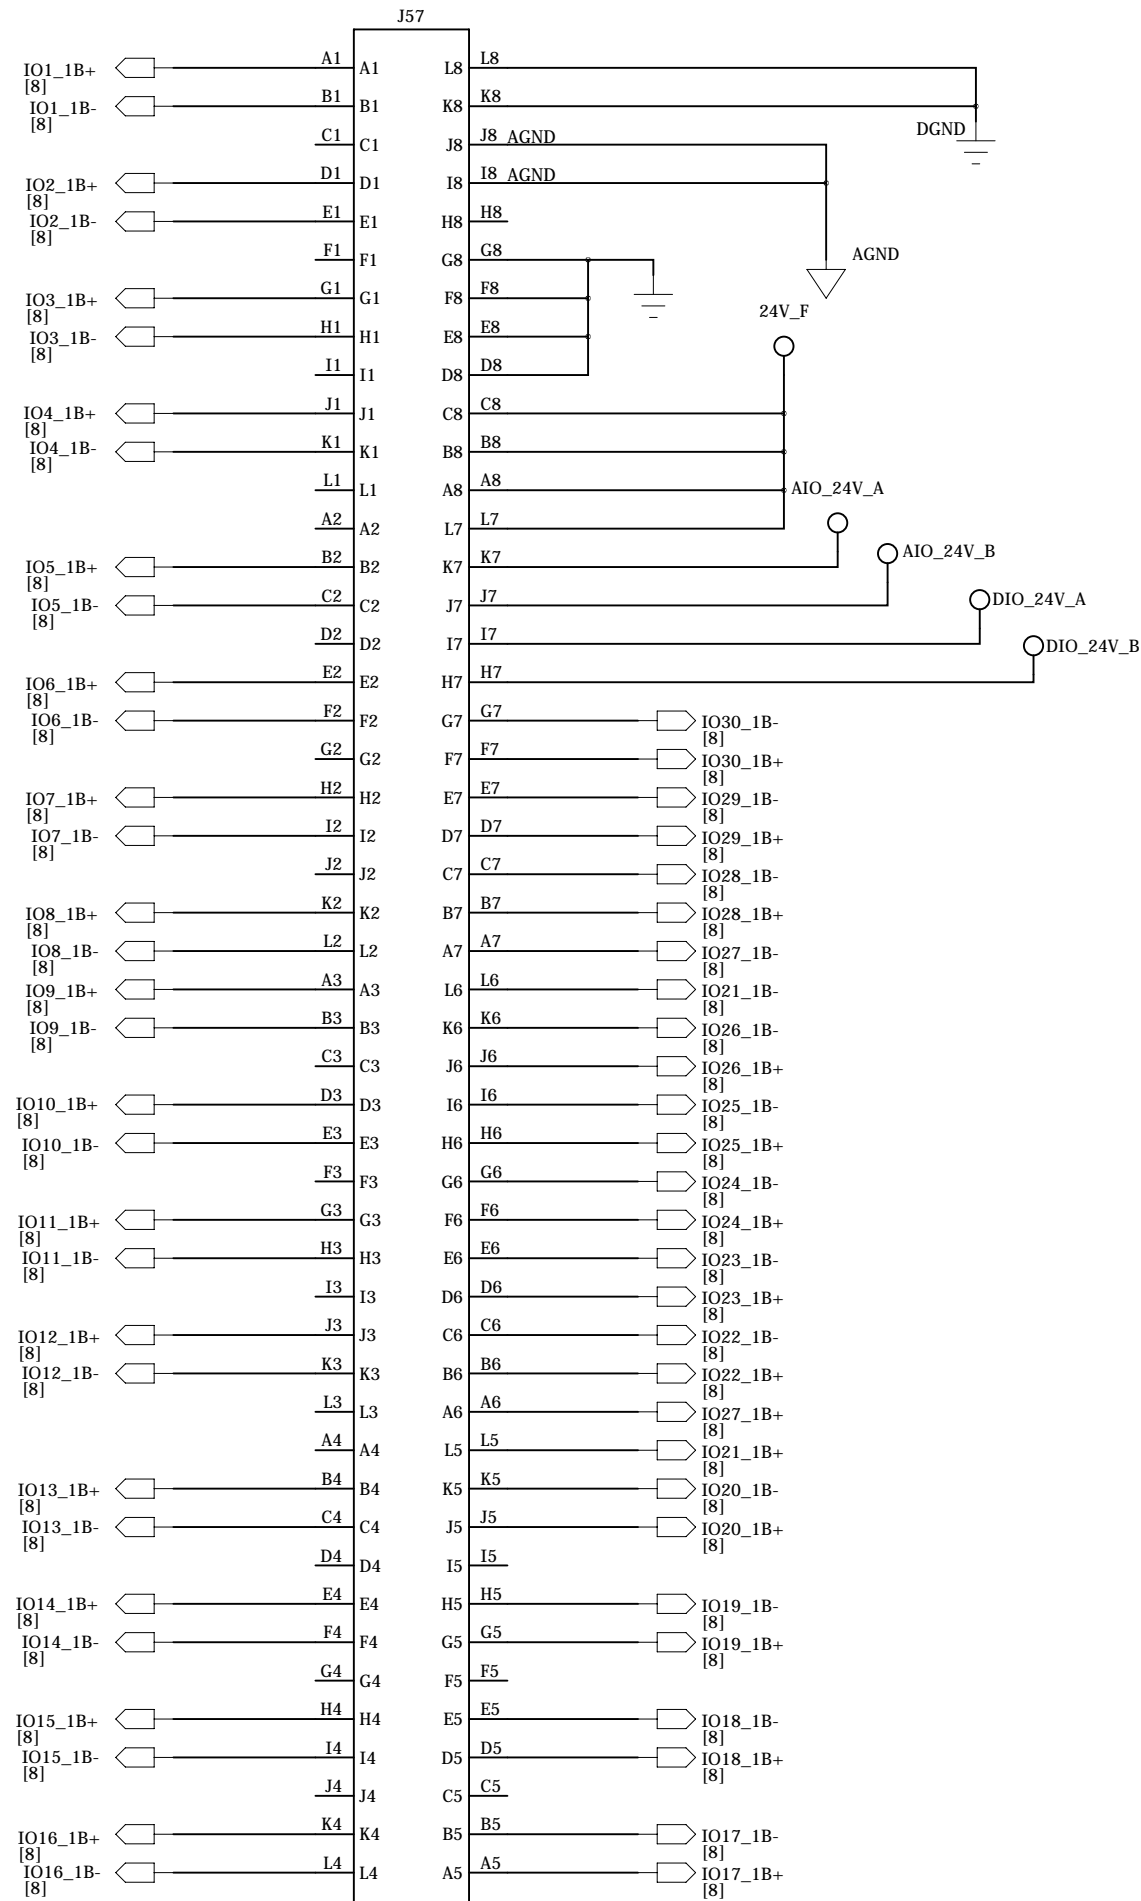 J57
IO1_1B+ A1 A1 L8 L8
[8]
IO1_1B- B1 B1 K8 K8
[8]
DGND
C1 C1 J8 J8 AGND
IO2_1B+ D1 D1 I8 I8 AGND
[8]
IO2_1B- E1 E1 H8 H8
[8]
F1 F1 G8 G8 AGND
IO3_1B+ G1 G1 F8 F8
[8]
24V_F
IO3_1B- H1 H1 E8 E8
[8]
I1 I1 D8 D8
IO4_1B+ J1 J1 C8 C8
[8]
IO4_1B- K1 K1 B8 B8
[8]
L1 L1 A8 A8 AIO_24V_A
A2 A2 L7 L7
AIO_24V_B
IO5_1B+ B2 B2 K7 K7
[8]
IO5_1B- C2 C2 J7 J7 DIO_24V_A
[8]
D2 D2 I7 I7 DIO_24V_B
IO6_1B+ E2 E2 H7 H7
[8]
IO6_1B- F2 F2 G7 G7 IO30_1B-
[8] [8]
G2 G2 F7 F7 IO30_1B+
[8]
IO7_1B+ H2 H2 E7 E7 IO29_1B-
[8] [8]
IO7_1B- I2 I2 D7 D7 IO29_1B+
[8] [8]
J2 J2 C7 C7 IO28_1B-
[8]
IO8_1B+ K2 K2 B7 B7 IO28_1B+
[8] [8]
IO8_1B- L2 L2 A7 A7 IO27_1B-
[8] [8]
IO9_1B+ A3 A3 L6 L6 IO21_1B-
[8] [8]
IO9_1B- B3 B3 K6 K6 IO26_1B-
[8] [8]
C3 C3 J6 J6 IO26_1B+
[8]
IO10_1B+ D3 D3 I6 I6 IO25_1B-
[8] [8]
IO10_1B- E3 E3 H6 H6 IO25_1B+
[8] [8]
F3 F3 G6 G6 IO24_1B-
[8]
IO11_1B+ G3 G3 F6 F6 IO24_1B+
[8] [8]
IO11_1B- H3 H3 E6 E6 IO23_1B-
[8] [8]
I3 I3 D6 D6 IO23_1B+
[8]
IO12_1B+ J3 J3 C6 C6 IO22_1B-
[8] [8]
IO12_1B- K3 K3 B6 B6 IO22_1B+
[8] [8]
L3 L3 A6 A6 IO27_1B+
[8]
A4 A4 L5 L5 IO21_1B+
[8]
IO13_1B+ B4 B4 K5 K5 IO20_1B-
[8] [8]
IO13_1B- C4 C4 J5 J5 IO20_1B+
[8] [8]
D4 D4 I5 I5
IO14_1B+ E4 E4 H5 H5 IO19_1B-
[8] [8]
IO14_1B- F4 F4 G5 G5 IO19_1B+
[8] [8]
G4 G4 F5 F5
IO15_1B+ H4 H4 E5 E5 IO18_1B-
[8] [8]
IO15_1B- I4 I4 D5 D5 IO18_1B+
[8] [8]
J4 J4 C5 C5
IO16_1B+ K4 K4 B5 B5 IO17_1B-
[8] [8]
IO16_1B- L4 L4 A5 A5 IO17_1B+
[8] [8]